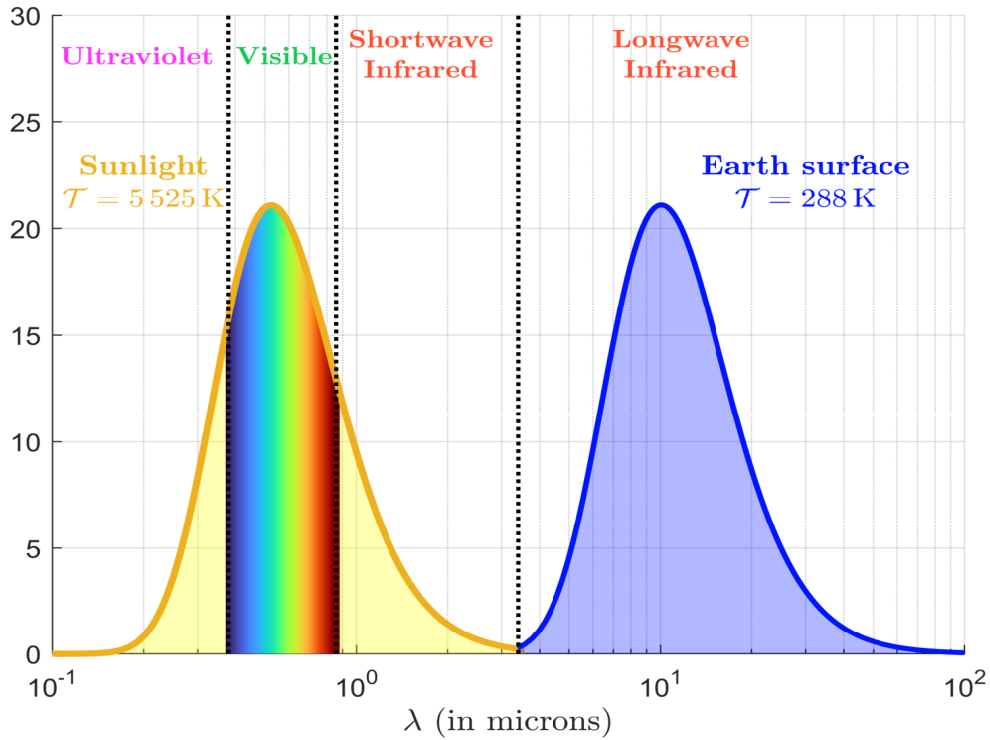 30
25
20
15
10
5
0
Ultraviolet
Visible
Shortwave
Infrared
Longwave
Infrared
Sunlight
𝒯 = 5 525 K
Earth surface
𝒯 = 288 K
10⁻¹
10⁰
10¹
10²
λ (in microns)